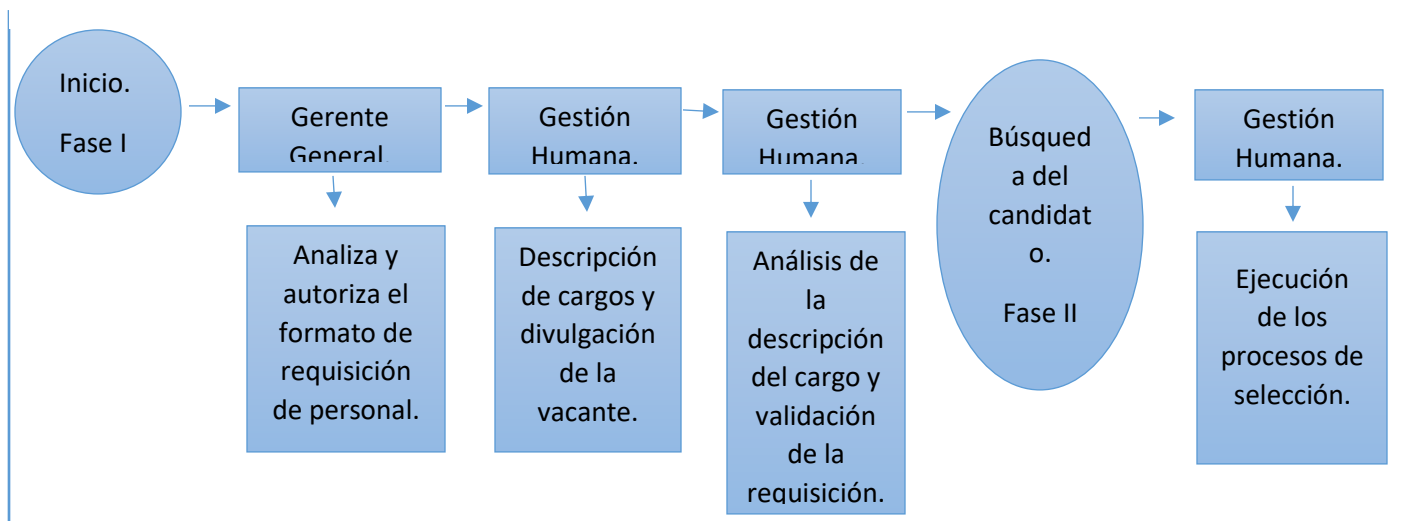 Inicio.
Fase I
Gerente
General.
Analiza y
autoriza el
formato de
requisición
de personal.
Gestión
Humana.
Descripción
de cargos y
divulgación
de la
vacante.
Gestión
Humana.
Análisis de
la
descripción
del cargo y
validación
de la
requisición.
Búsqued
a del
candidat
o.
Fase II
Gestión
Humana.
Ejecución
de los
procesos de
selección.